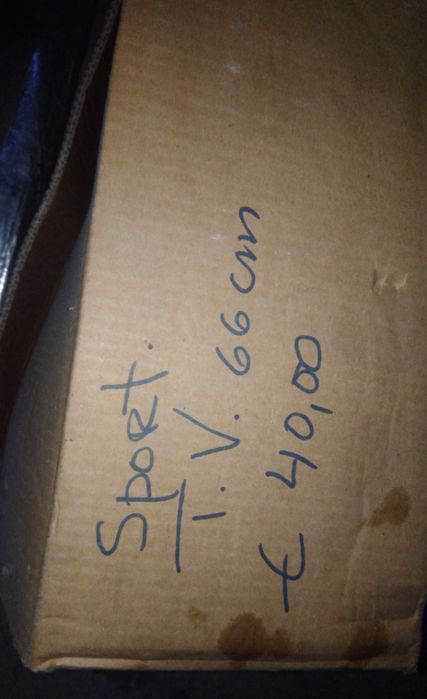 Sport.
T.V. 66 cm
€ 40,00